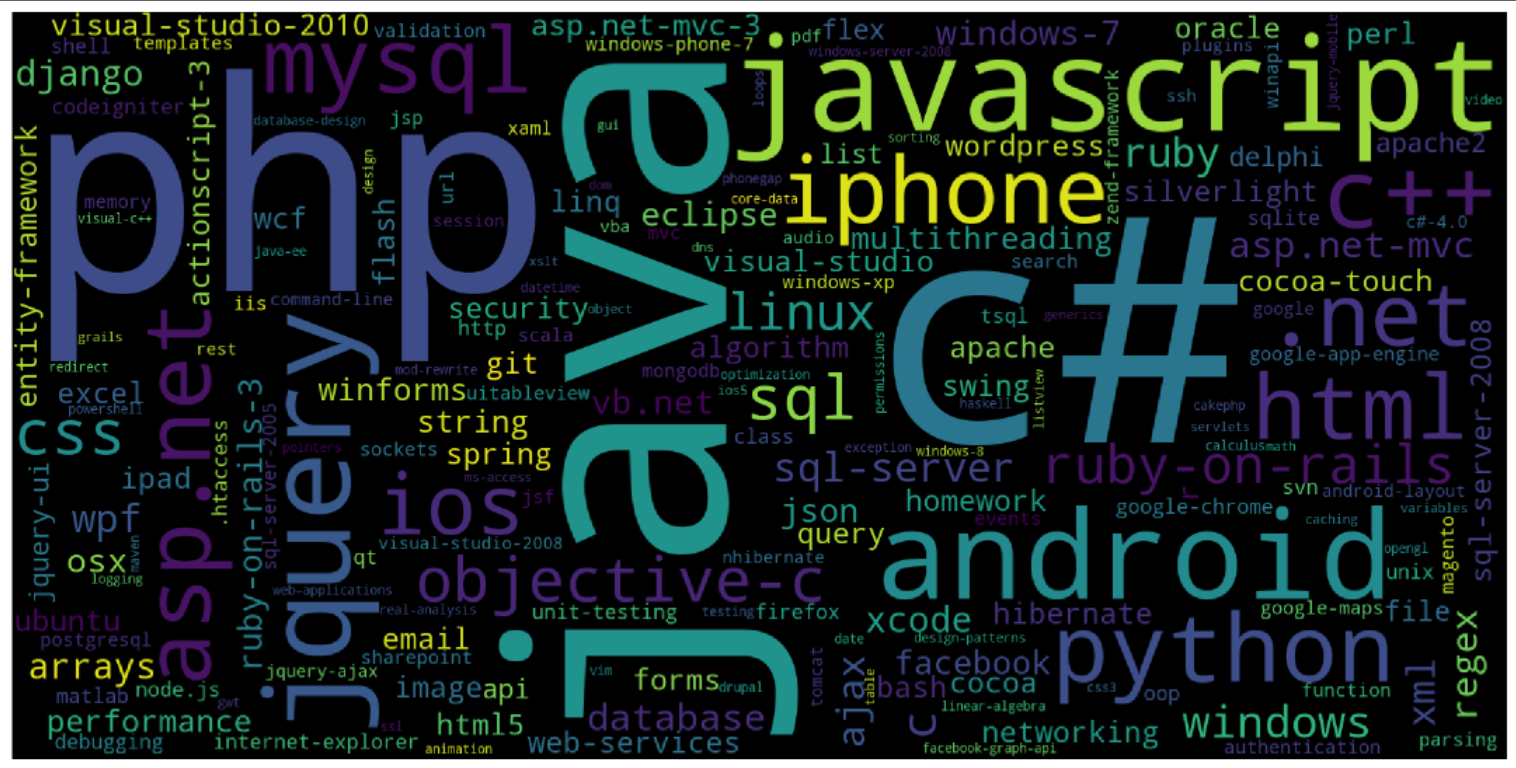 visual-studio-2010
validation
asp.net-mvc-3
flex
pdf
windows-7
oracle
perl
shell
templates
mysql
windows-phone-7
windows-server-2008
plugins
jquery-mobile
django
actionscript-3
javascript
winapi
codeigniter
loops
ssh
video
php
database-design
jsp
xaml
gui
java
sorting
zend-framework
entity-framework
design
list
wordpress
ruby
delphi
apache2
memory
url
dom
phonegap
iphone
silverlight
c++
visual-c++
wcf
flash
session
linq
eclipse
core-data
sqlite
c#-4.0
java-ee
vba
mvc
dns
audio
multithreading
asp.net-mvc
xslt
visual-studio
search
c#
iis
command-line
datetime
windows-xp
cocoa-touch
security
object
linux
tsql
generics
google
.net
http
scala
grails
asp.net
rest
jquery
git
algorithm
permissions
apache
google-app-engine
sql-server-2008
redirect
mod-rewrite
mongodb
optimization
excel
ruby-on-rails-3
winforms
uitableview
ios5
swing
listview
powershell
sql-server-2005
string
vb.net
sql
haskell
cakephp
html
css
.htaccess
pointers
sockets
spring
class
exception
windows-8
servlets
calculus
math
jquery-ui
ipad
ms-access
sql-server
ruby-on-rails
wpf
ios
jsf
json
homework
svn
android-layout
google-chrome
variables
events
caching
osx
maven
qt
visual-studio-2008
query
android
opengl
magento
logging
nhibernate
web-applications
objective-c
unix
ubuntu
real-analysis
unit-testing
testing
firefox
xcode
hibernate
google-maps
file
regex
postgresql
email
date
design-patterns
python
arrays
sharepoint
jquery-ajax
tomcat
ajax
facebook
matlab
node.js
gwt
image
api
vim
forms
drupal
table
bash
cocoa
css3
oop
function
xml
performance
ssl
html5
database
c
linear-algebra
networking
windows
debugging
internet-explorer
animation
web-services
facebook-graph-api
authentication
parsing
r